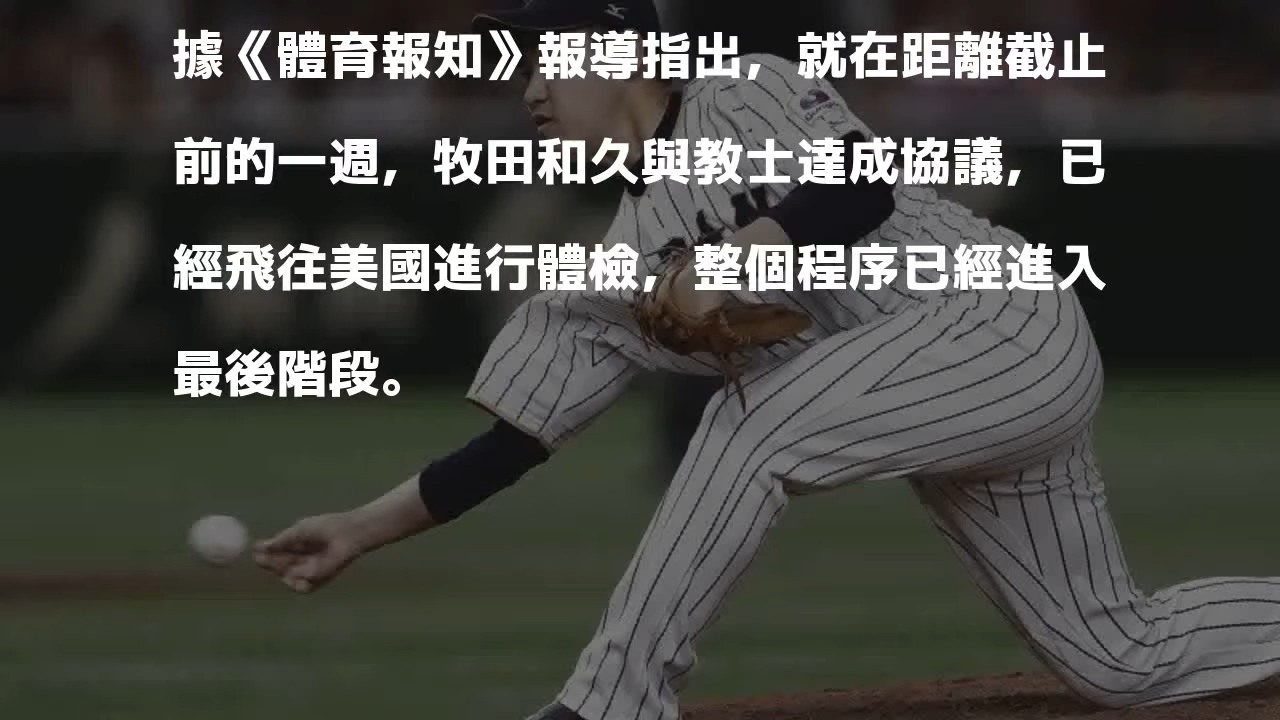 據《體育報知》報導指出，就在距離截止
前的一週，牧田和久與教士達成協議，已
經飛往美國進行體檢，整個程序已經進入
最後階段。